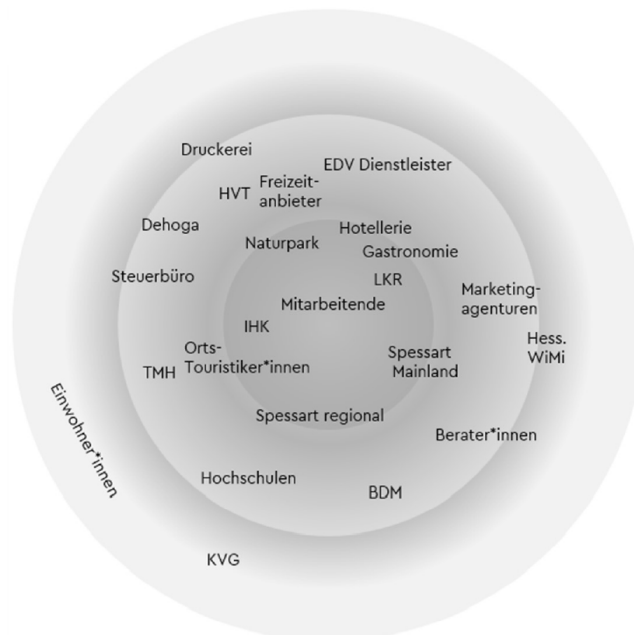 Druckerei
EDV Dienstleister
HVT
Freizeit-
anbieter
Dehoga
Hotellerie
Naturpark
Gastronomie
Steuerbüro
LKR
Marketing-
agenturen
Mitarbeitende
IHK
Hess.
WiMi
Orts-
Touristiker*innen
Spessart
Mainland
TMH
Einwohner*innen
Spessart regional
Berater*innen
Hochschulen
BDM
KVG